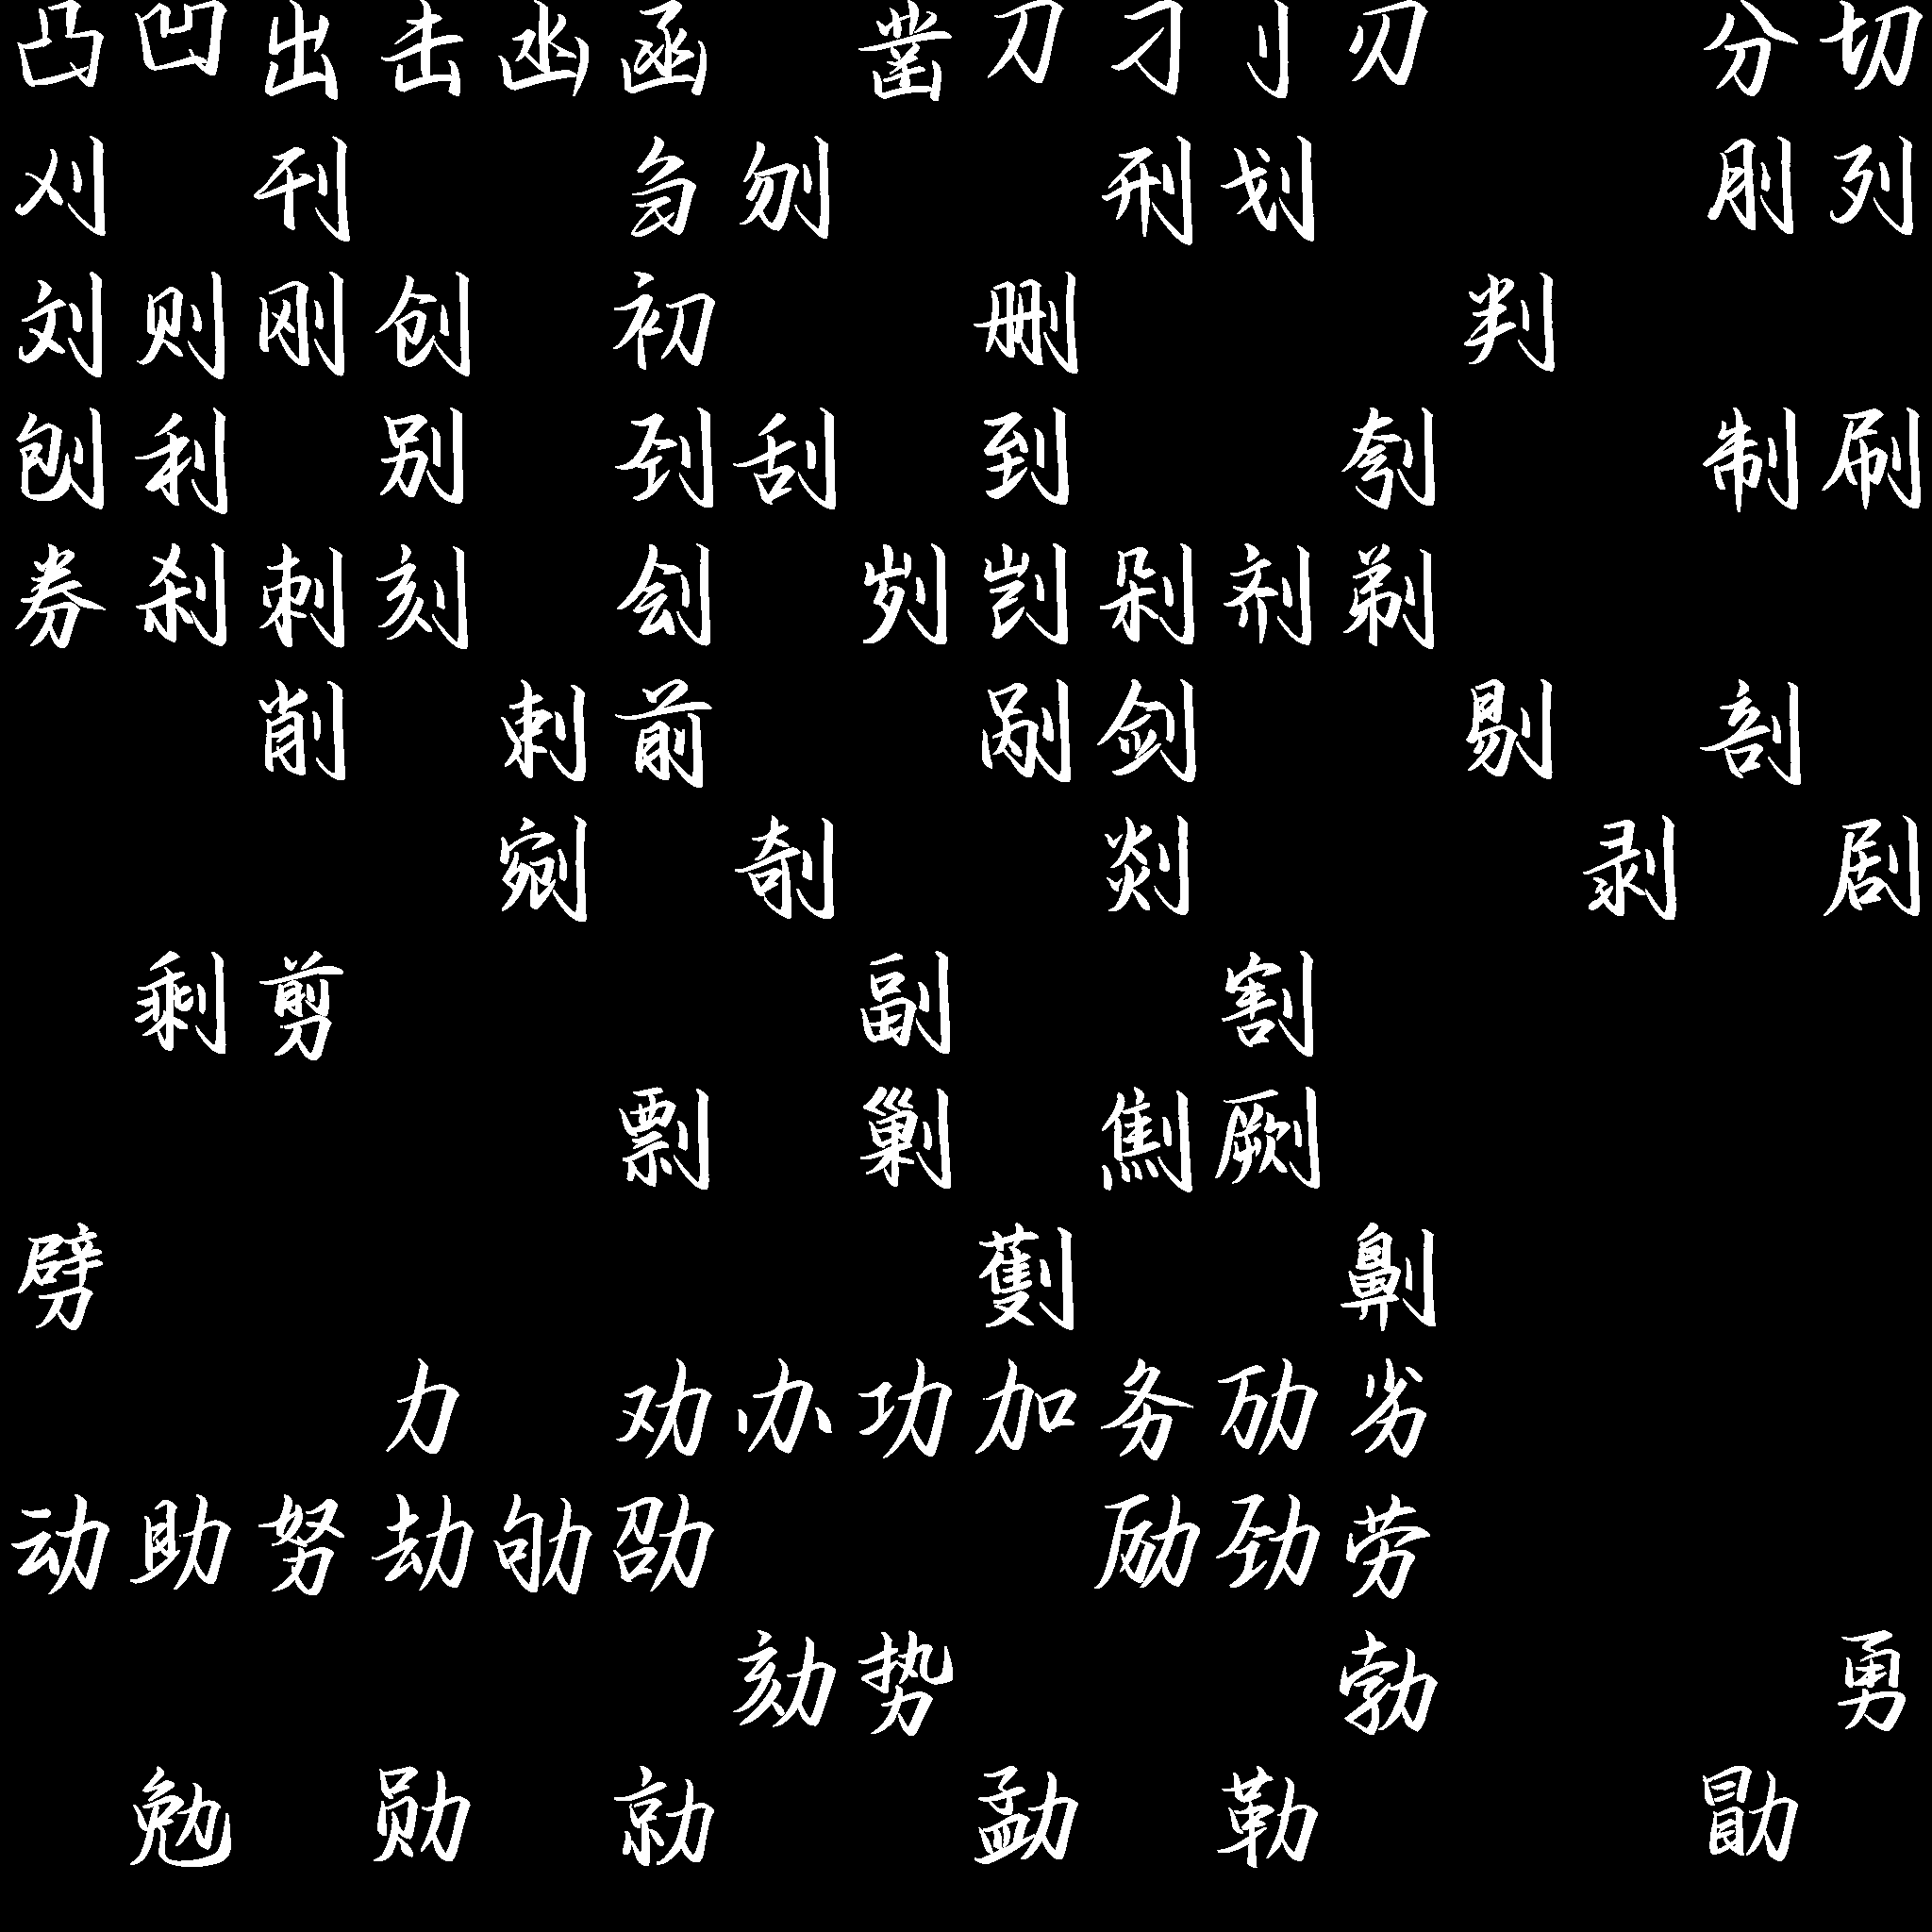 凸凹出击凼函凿刀刁刂刃分切
刈刊刍刎刑划刖列
刘则刚创初删判
刨利别刭刮到刳制刷
券刹刺刻刽刿剀剁剂剃
削剌前剐剑剔剖
剜剞剡剥剧
剩剪副割
剽剿劁劂
劈劐劓
力劝办功加务劢劣
动助努劫劬劭励劲劳
劾势勃勇
勉勋勍勐勒勖